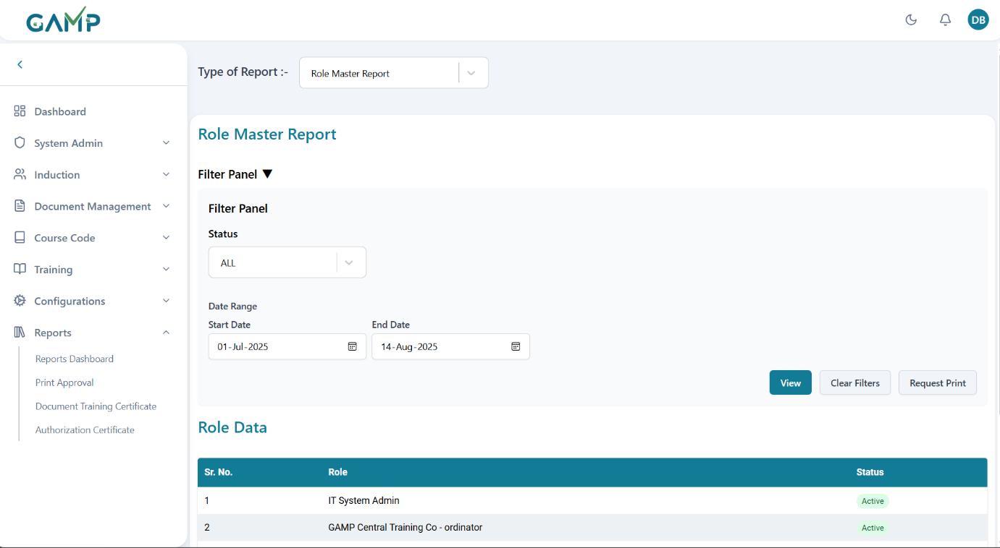 GAMP
DB
Type of Report :-
Role Master Report
Dashboard
System Admin
Induction
Document Management
Course Code
Training
Configurations
Reports
Reports Dashboard
Print Approval
Document Training Certificate
Authorization Certificate
Role Master Report
Filter Panel ▼
Filter Panel
Status
ALL
Date Range
Start Date End Date
01-Jul-2025 14-Aug-2025
View Clear Filters Request Print
Role Data
Sr. No. Role Status
1 IT System Admin Active
2 GAMP Central Training Co - ordinator Active